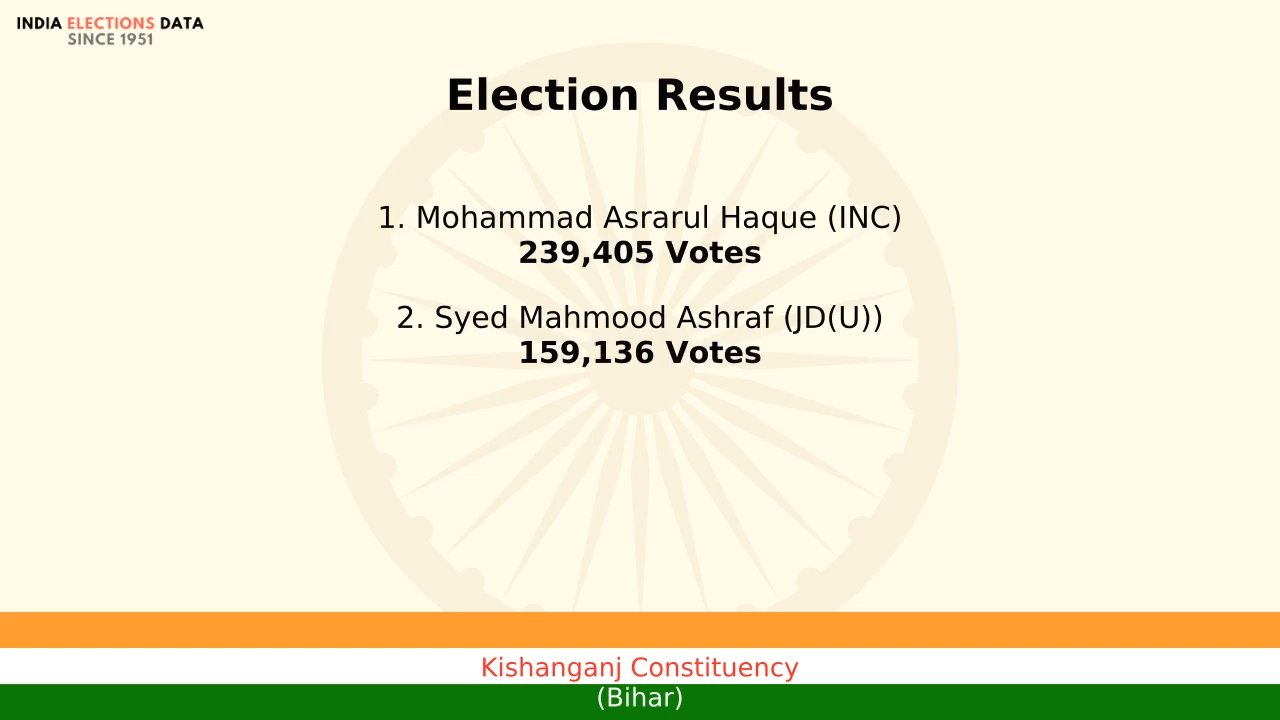 INDIA ELECTIONS DATA
SINCE 1951
Election Results
1. Mohammad Asrarul Haque (INC)
239,405 Votes
2. Syed Mahmood Ashraf (JD(U))
159,136 Votes
Kishanganj Constituency
(Bihar)